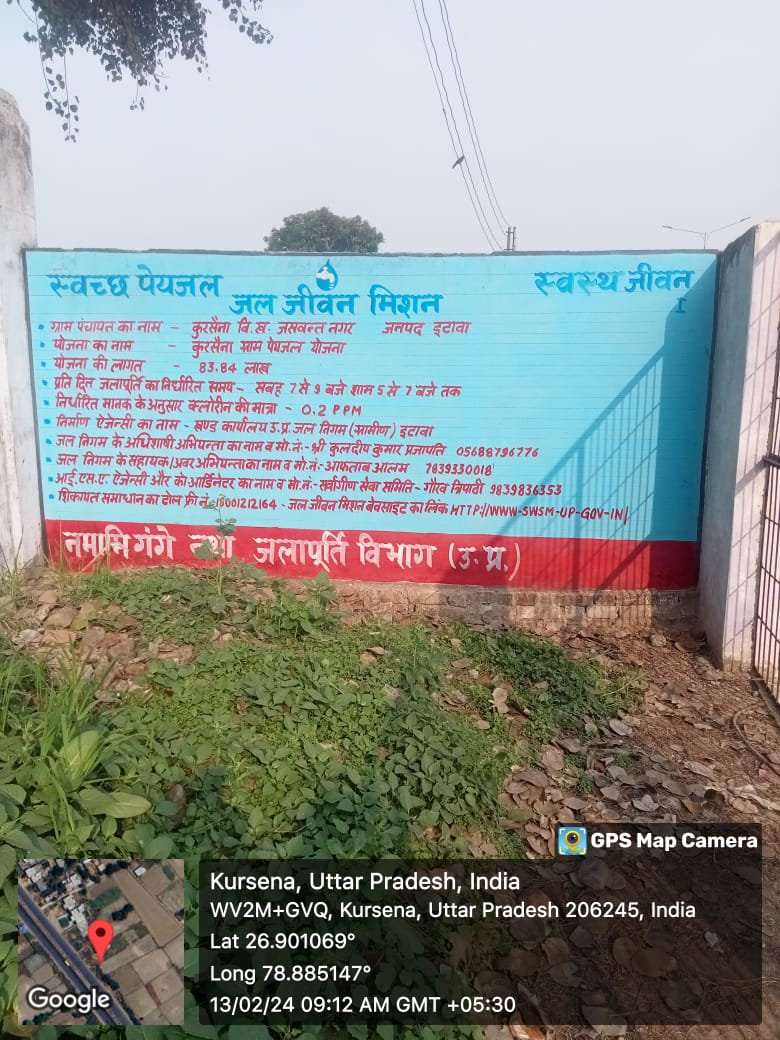 स्वच्छ पेयजल
स्वस्थ जीवन
जल जीवन मिशन
I
• ग्राम पंचायत का नाम – कुरसैना वि.ख. जसवन्त नगर जनपद इटावा
• योजना का नाम – कुरसैना ग्राम पेयजल योजना
• योजना की लागत – 83.84 लाख
• प्रति दिन जलापूर्ति का निर्धारित समय – सबह 7 से 9 बजे शाम 5 से 7 बजे तक
• निर्धारित मानक के अनुसार क्लोरीन की मात्रा - 0.2 PPM
• निर्माण ऐजेन्सी का नाम - खण्ड कार्यालय उ.प्र. जल निगम (ग्रामीण) इटावा
• जल निगम के अधिशाषी अभियन्ता का नाम व मो.नं:- श्री कुलदीप कुमार प्रजापति 05688796776
• जल निगम के सहायक/अवर अभियन्ता का नाम व मो.नं:- आफताब आलम 7839330018
• आई.एस.ए. ऐजेन्सी और को आर्डिनेटर का नाम व मो.नं:- सर्वागीण सेवा समिति - गौरव त्रिपाठी 9839836353
• शिकायत समाधान का टोल फ्री नं. 18001212164 - जल जीवन मिशन बेवसाइट का लिंक HTTP://WWW-SWSM-UP-GOV-IN/
नमामि गंगे तथा जलापूर्ति विभाग (उ.प्र.)
GPS Map Camera
Kursena, Uttar Pradesh, India
WV2M+GVQ, Kursena, Uttar Pradesh 206245, India
Lat 26.901069°
Long 78.885147°
13/02/24 09:12 AM GMT +05:30
Google